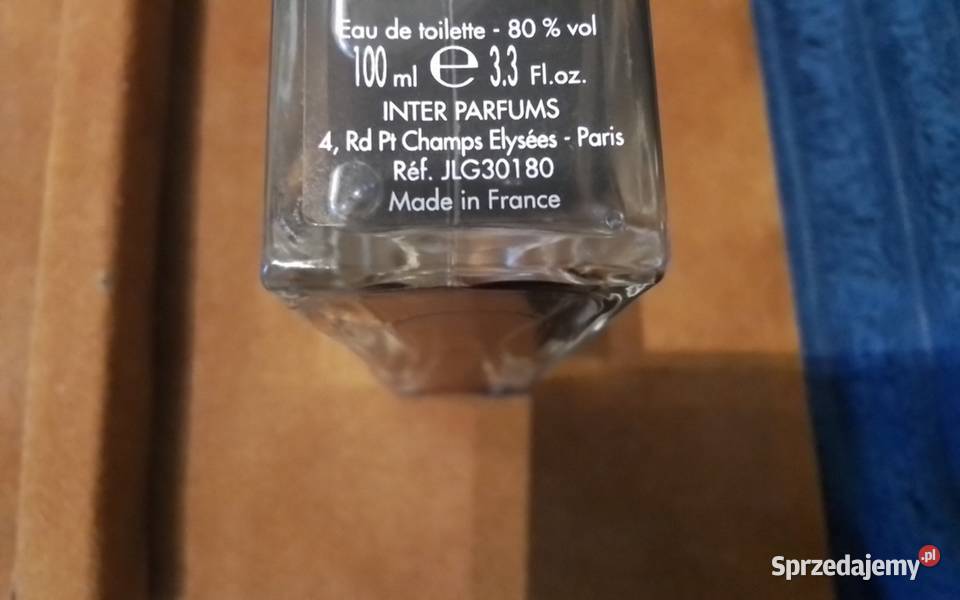 Eau de toilette - 80 % vol
100 ml e 3.3 Fl.oz.
INTER PARFUMS
4, Rd Pt Champs Elysées - Paris
Réf. JLG30180
Made in France
Sprzedajemy.pl